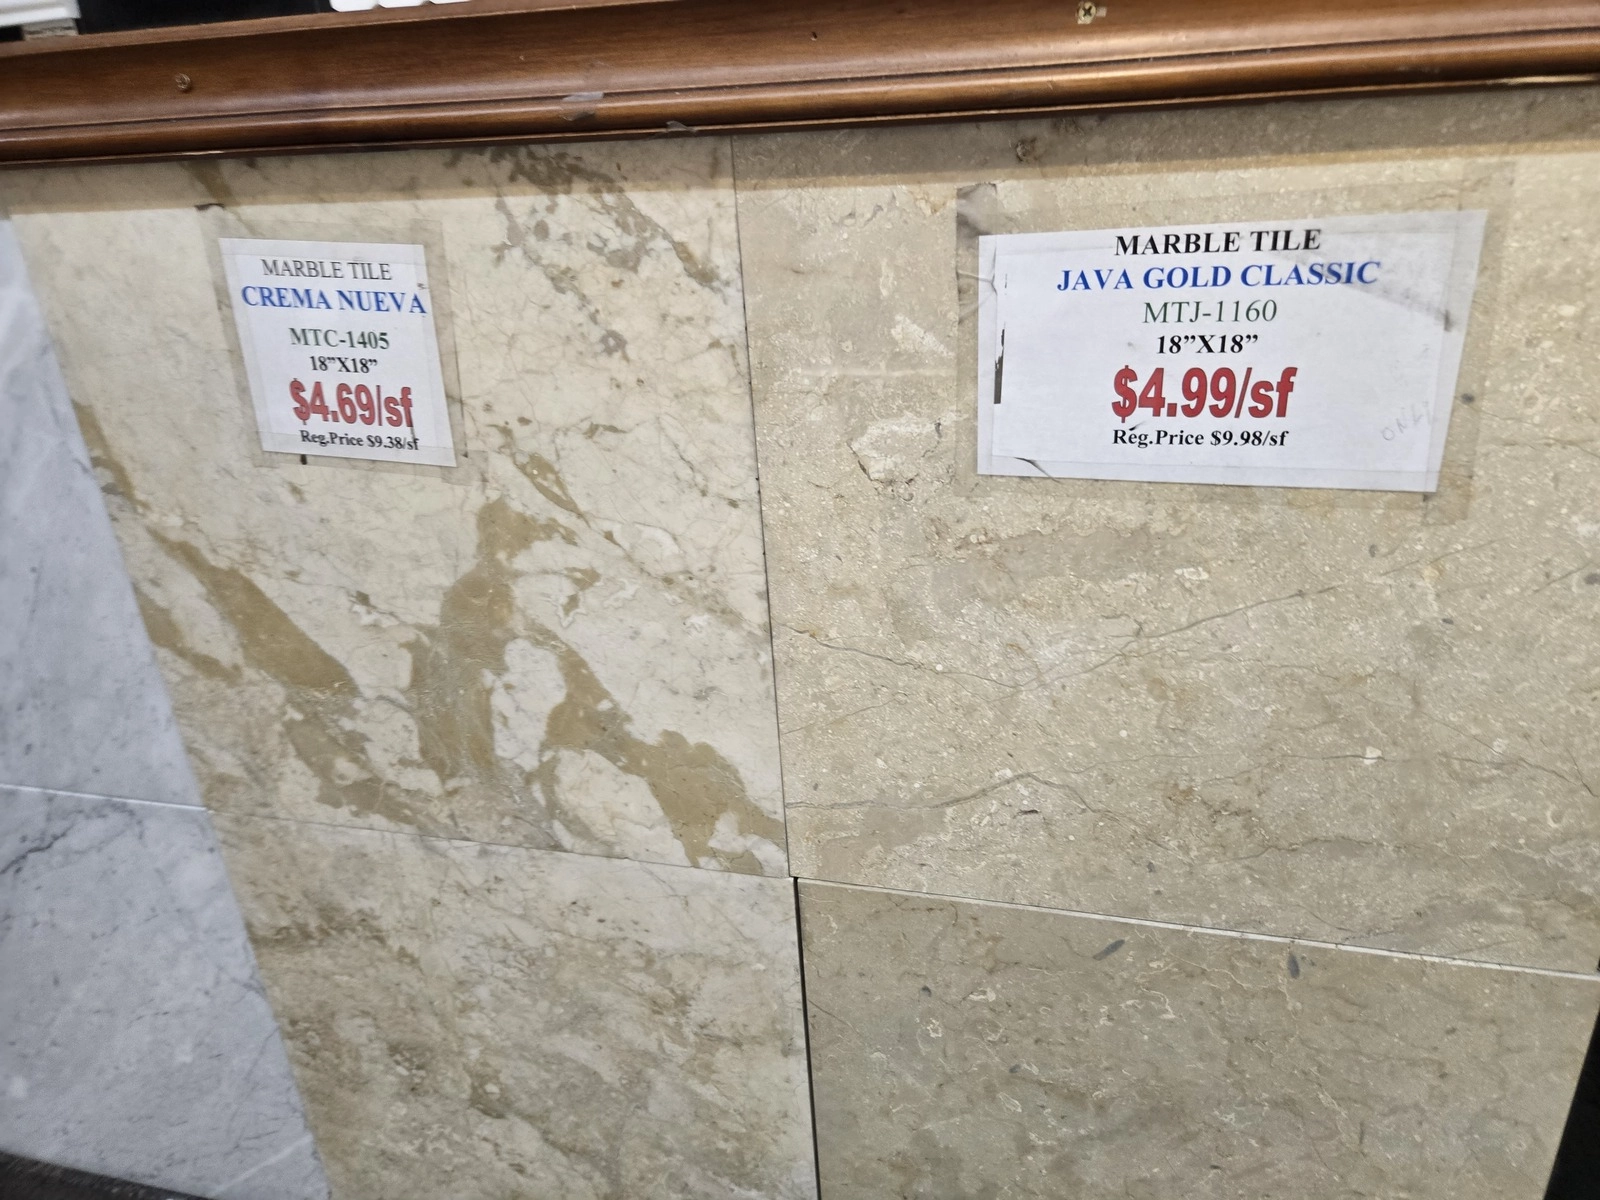 MARBLE TILE
CREMA NUEVA
MTC-1405
18”X18”
$4.69/sf
Reg.Price $9.38/sf
MARBLE TILE
JAVA GOLD CLASSIC
MTJ-1160
18”X18”
$4.99/sf
Reg.Price $9.98/sf
ONLY